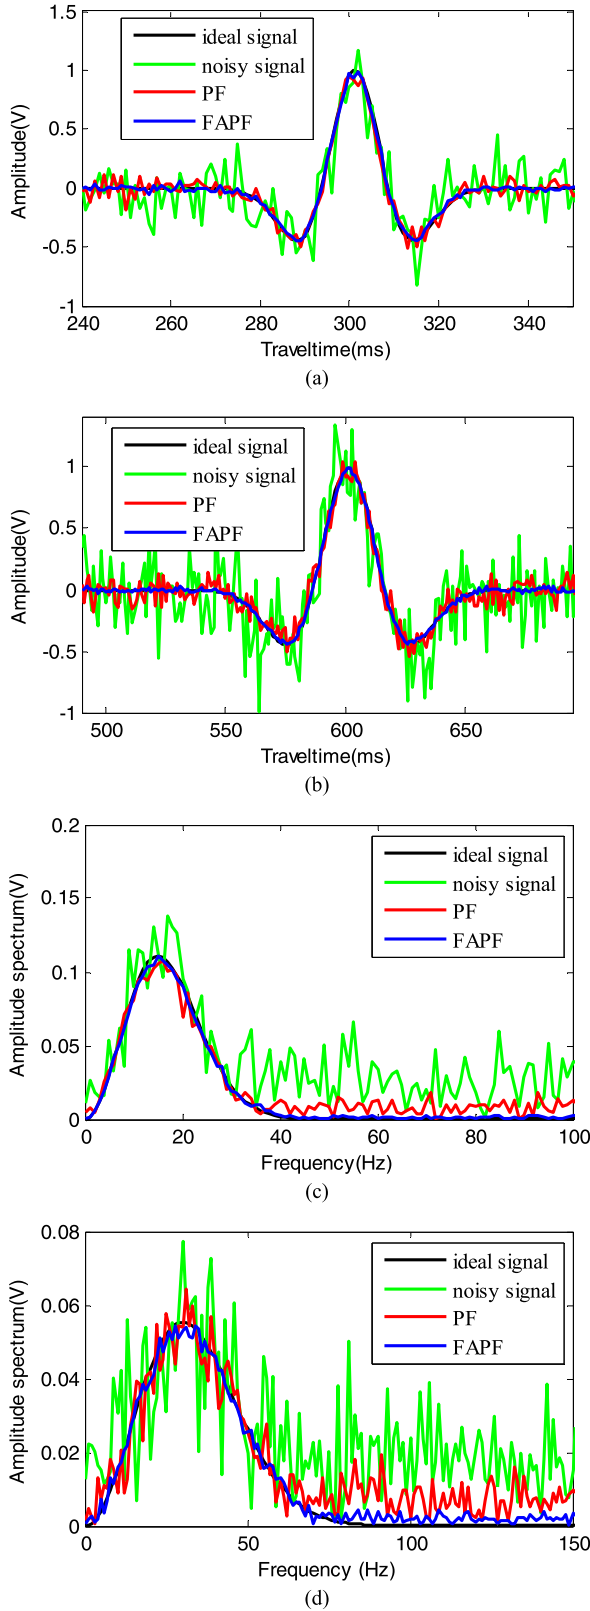 1.5
1
0.5
0
-0.5
-1
Amplitude(V)
ideal signal
noisy signal
PF
FAPF
240 260 280 300 320 340
Traveltime(ms)
(a)
1
0.5
0
-0.5
-1
Amplitude(V)
ideal signal
noisy signal
PF
FAPF
500 550 600 650
Traveltime(ms)
(b)
0.2
0.15
0.1
0.05
0
Amplitude spectrum(V)
ideal signal
noisy signal
PF
FAPF
0 20 40 60 80 100
Frequency(Hz)
(c)
0.08
0.06
0.04
0.02
0
Amplitude spectrum(V)
ideal signal
noisy signal
PF
FAPF
0 50 100 150
Frequency (Hz)
(d)